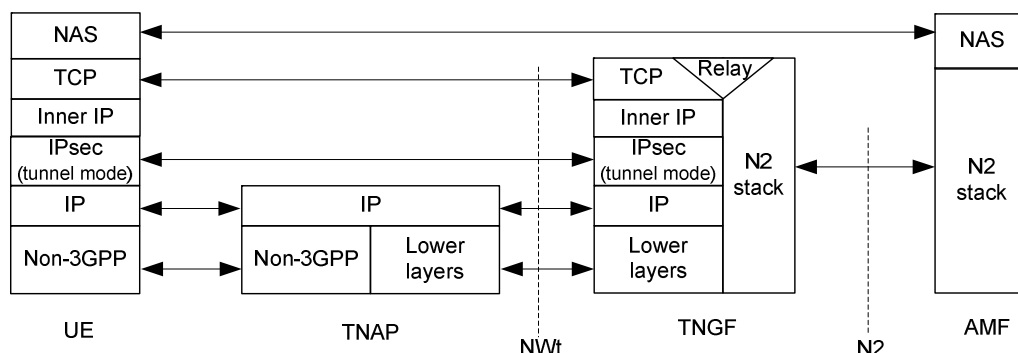 NAS
TCP
Inner IP
IPsec
(tunnel mode)
IP
Non-3GPP
UE
IP
Non-3GPP
Lower
layers
TNAP
NWt
TCP
Relay
Inner IP
IPsec
(tunnel mode)
IP
Lower
layers
N2
stack
TNGF
N2
NAS
N2
stack
AMF